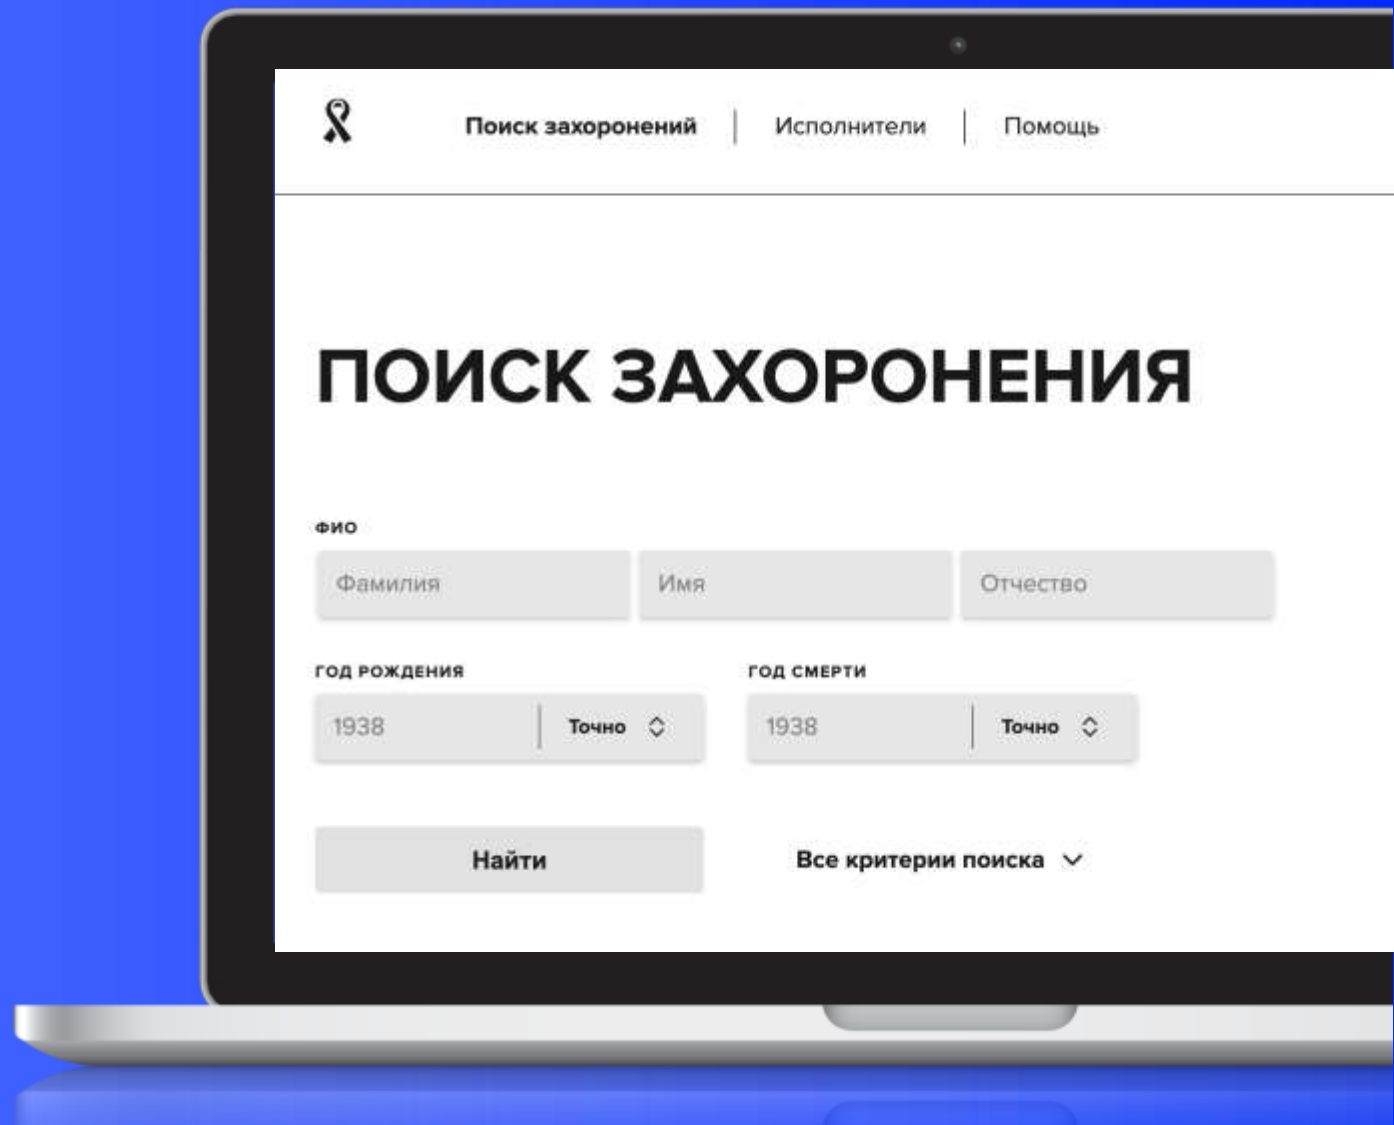 Поиск захоронений Исполнители Помощь
ПОИСК ЗАХОРОНЕНИЯ
ФИО
Фамилия Имя Отчество
ГОД РОЖДЕНИЯ ГОД СМЕРТИ
1938 Точно 1938 Точно
Найти Все критерии поиска